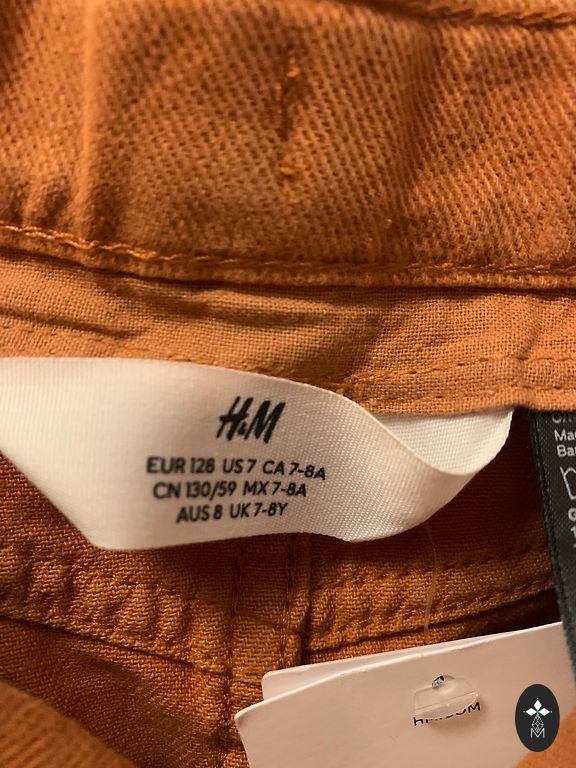 H&M
EUR 128 US 7 CA 7-8A
CN 130/59 MX 7-8A
AUS 8 UK 7-8Y
M